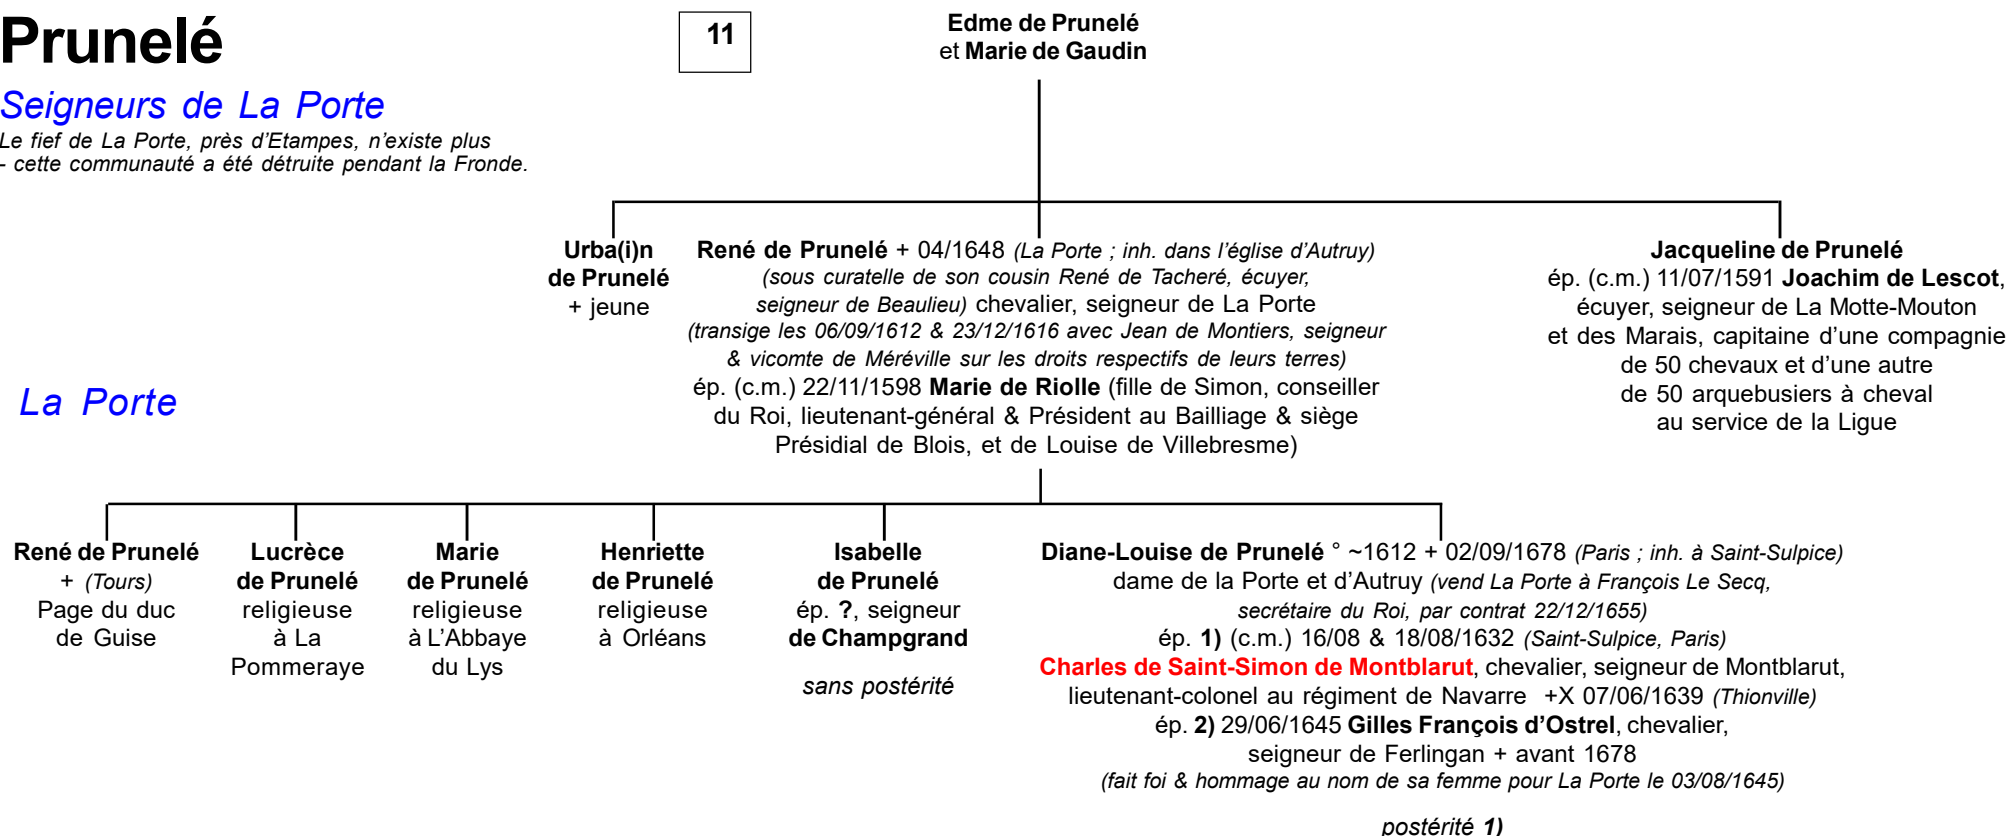 Prunelé
11
Edme de Prunelé
et Marie de Gaudin
Seigneurs de La Porte
Le fief de La Porte, près d’Etampes, n’existe plus
- cette communauté a été détruite pendant la Fronde.
Urba(i)n
de Prunelé
+ jeune
René de Prunelé + 04/1648 (La Porte ; inh. dans l’église d’Autruy)
(sous curatelle de son cousin René de Tacheré, écuyer,
seigneur de Beaulieu) chevalier, seigneur de La Porte
(transige les 06/09/1612 & 23/12/1616 avec Jean de Montiers, seigneur
& vicomte de Méréville sur les droits respectifs de leurs terres)
ép. (c.m.) 22/11/1598 Marie de Riolle (fille de Simon, conseiller
du Roi, lieutenant-général & Président au Bailliage & siège
Présidial de Blois, et de Louise de Villebresme)
Jacqueline de Prunelé
ép. (c.m.) 11/07/1591 Joachim de Lescot,
écuyer, seigneur de La Motte-Mouton
et des Marais, capitaine d’une compagnie
de 50 chevaux et d’une autre
de 50 arquebusiers à cheval
au service de la Ligue
La Porte
René de Prunelé
+ (Tours)
Page du duc
de Guise
Lucrèce
de Prunelé
religieuse
à La
Pommeraye
Marie
de Prunelé
religieuse
à L’Abbaye
du Lys
Henriette
de Prunelé
religieuse
à Orléans
Isabelle
de Prunelé
ép. ?, seigneur
de Champgrand
sans postérité
Diane-Louise de Prunelé ° ~1612 + 02/09/1678 (Paris ; inh. à Saint-Sulpice)
dame de la Porte et d’Autruy (vend La Porte à François Le Secq,
secrétaire du Roi, par contrat 22/12/1655)
ép. 1) (c.m.) 16/08 & 18/08/1632 (Saint-Sulpice, Paris)
Charles de Saint-Simon de Montblarut, chevalier, seigneur de Montblarut,
lieutenant-colonel au régiment de Navarre +X 07/06/1639 (Thionville)
ép. 2) 29/06/1645 Gilles François d’Ostrel, chevalier,
seigneur de Ferlingan + avant 1678
(fait foi & hommage au nom de sa femme pour La Porte le 03/08/1645)
postérité 1)